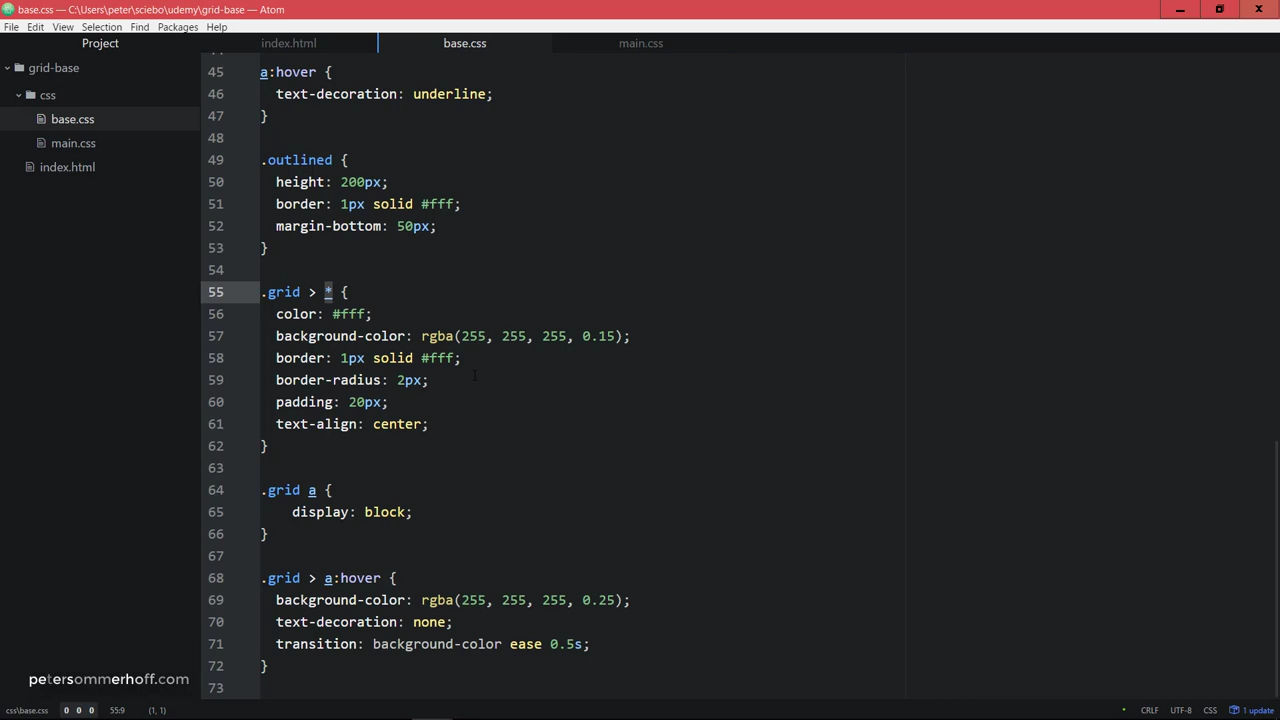 base.css — C:\Users\peter\sciebo\udemy\grid-base — Atom
File Edit View Selection Find Packages Help
Project
index.html base.css main.css
grid-base
css
base.css
main.css
index.html
45 a:hover {
46 text-decoration: underline;
47 }
48
49 .outlined {
50 height: 200px;
51 border: 1px solid #fff;
52 margin-bottom: 50px;
53 }
54
55 .grid > * {
56 color: #fff;
57 background-color: rgba(255, 255, 255, 0.15);
58 border: 1px solid #fff;
59 border-radius: 2px;
60 padding: 20px;
61 text-align: center;
62 }
63
64 .grid a {
65 display: block;
66 }
67
68 .grid > a:hover {
69 background-color: rgba(255, 255, 255, 0.25);
70 text-decoration: none;
71 transition: background-color ease 0.5s;
72 }
73
petersommerhoff.com
css\base.css 0 0 0 55:9 (1, 1) CRLF UTF-8 CSS 1 update